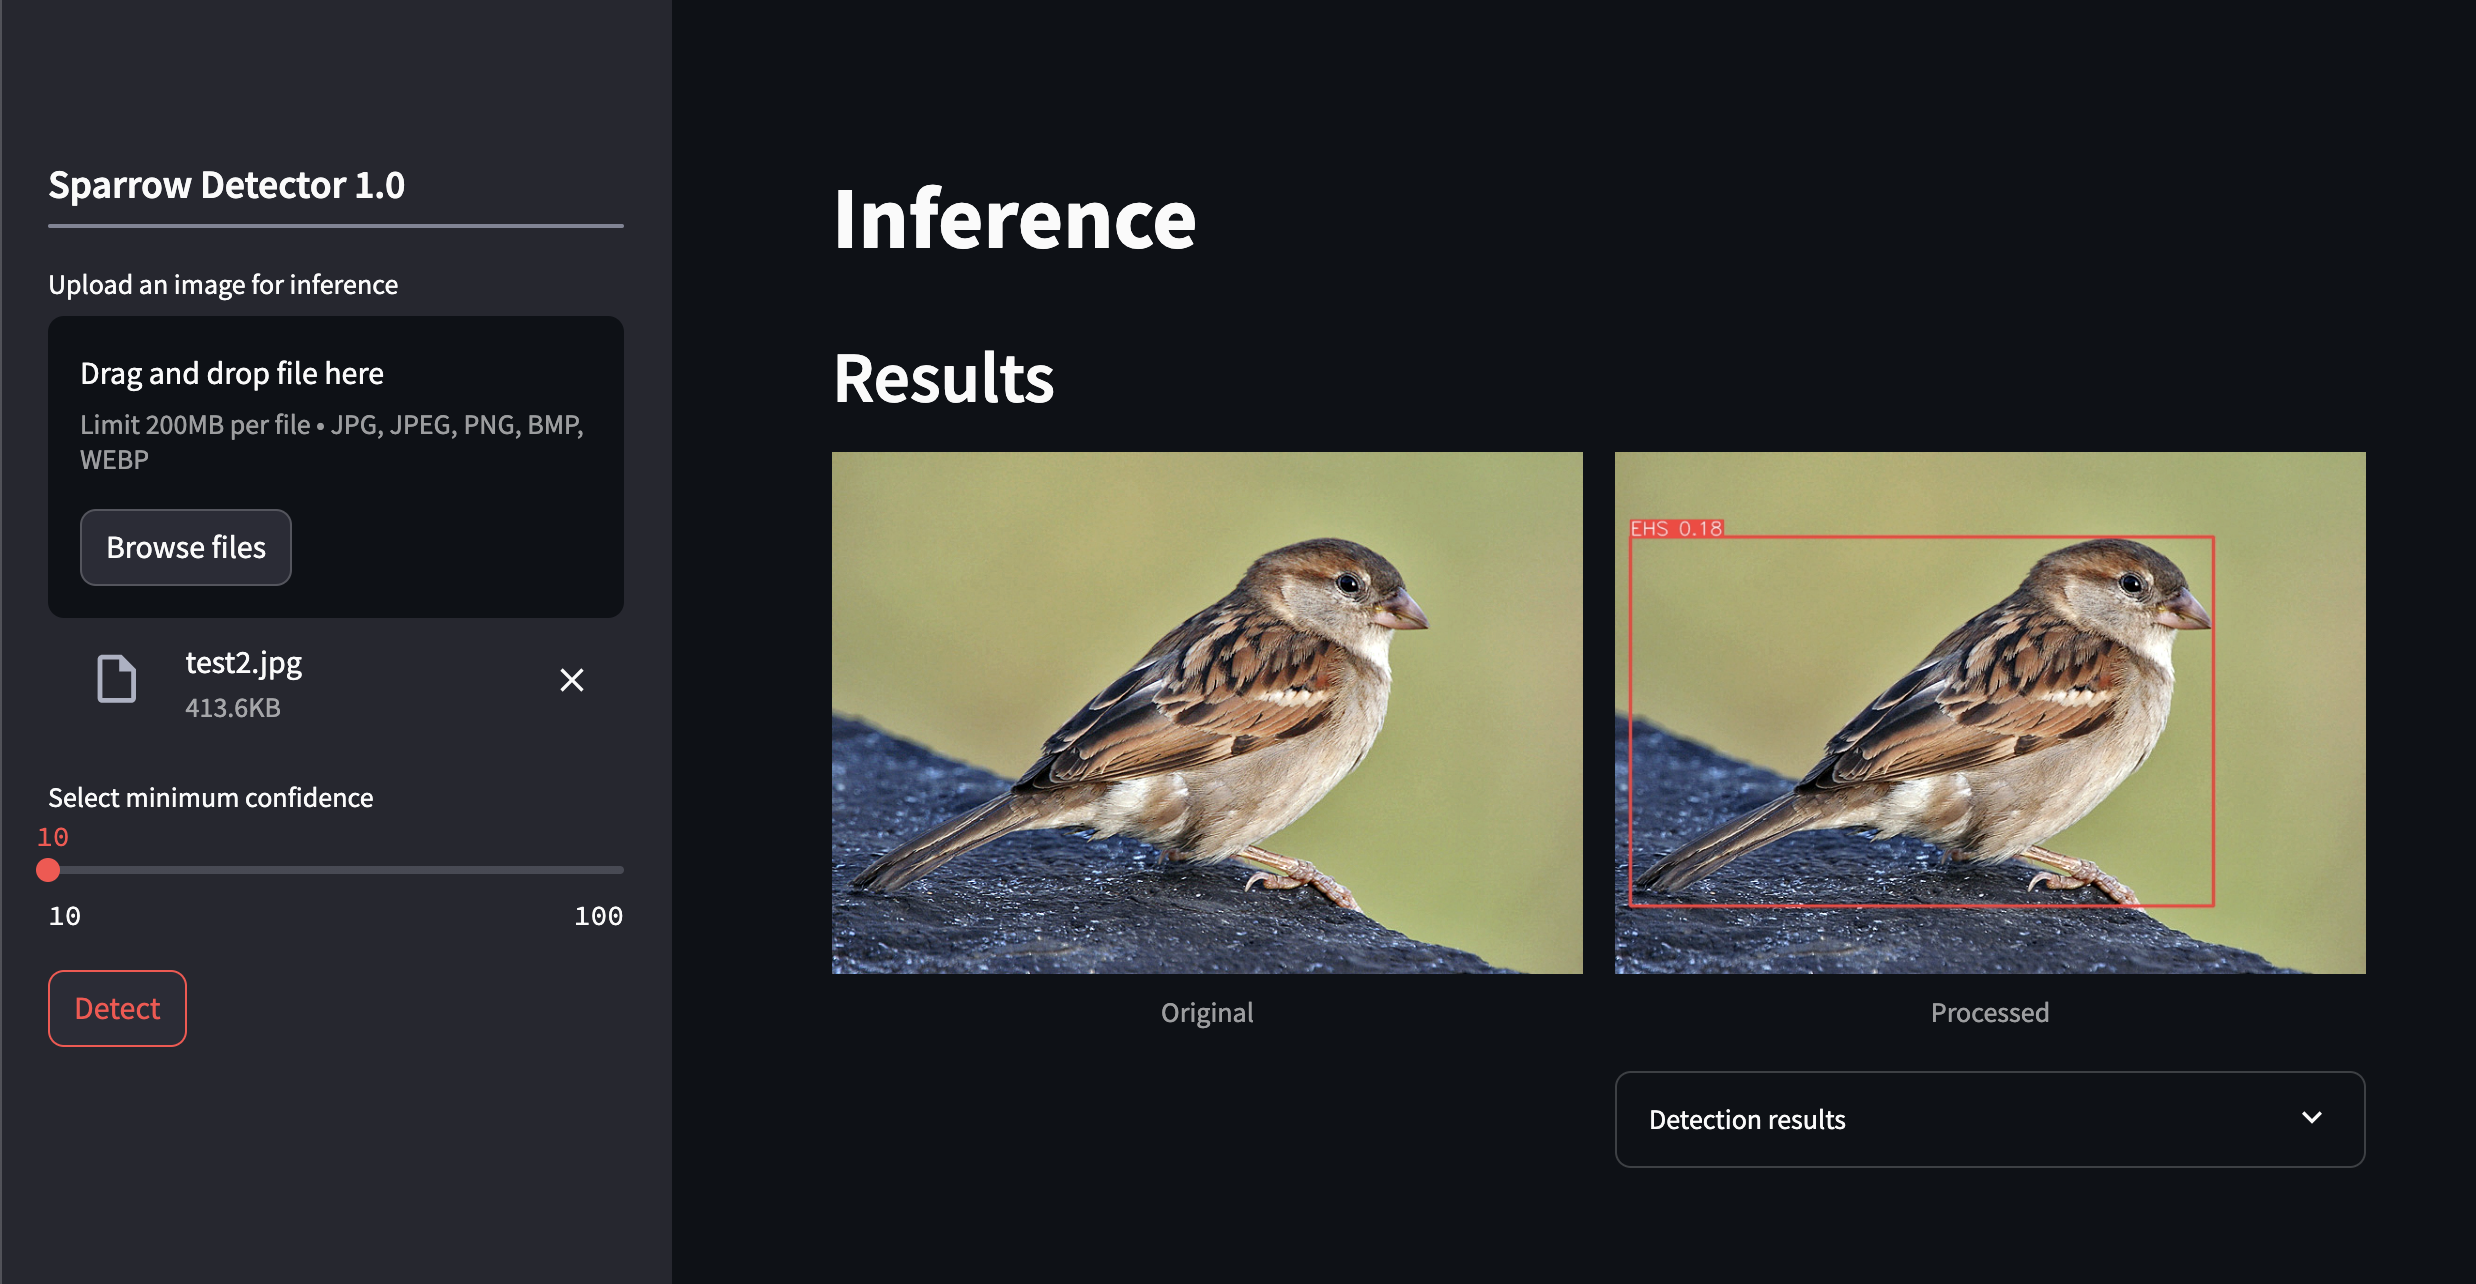 Sparrow Detector 1.0
Upload an image for inference
Drag and drop file here
Limit 200MB per file • JPG, JPEG, PNG, BMP,
WEBP
Browse files
test2.jpg
413.6KB
Select minimum confidence
10
10 100
Detect
Inference
Results
EHS 0.18
Original
Processed
Detection results